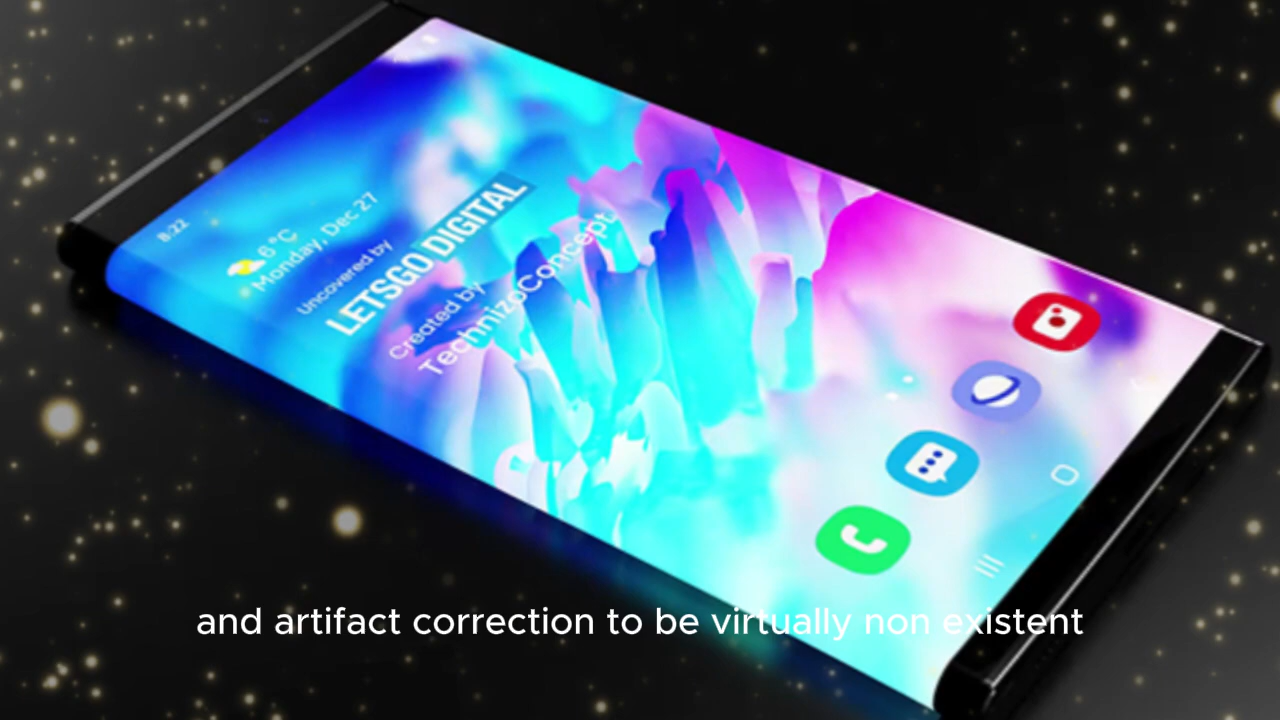 8:22
6°C
Monday, Dec 27
Uncovered by
LETSGO DIGITAL
Created by
TechnizoConcept
and artifact correction to be virtually non existent